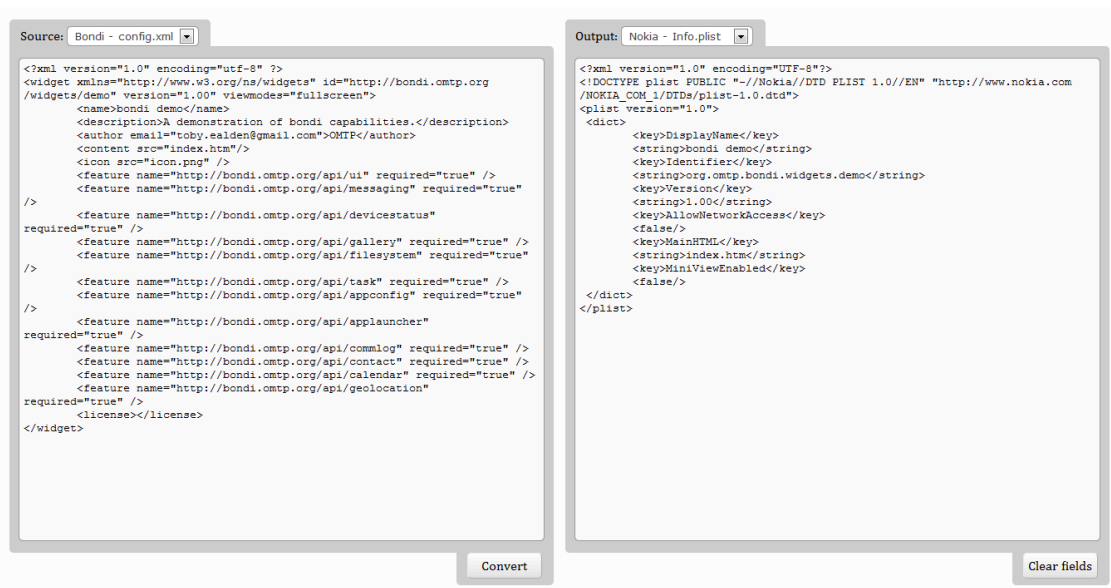 Source: Bondi - config.xml
<?xml version="1.0" encoding="utf-8" ?>
<widget xmlns="http://www.w3.org/ns/widgets" id="http://bondi.omtp.org
/widgets/demo" version="1.00" viewmodes="fullscreen">
<name>bondi demo</name>
<description>A demonstration of bondi capabilities.</description>
<author email="toby.ealden@gmail.com">OMTP</author>
<content src="index.htm"/>
<icon src="icon.png" />
<feature name="http://bondi.omtp.org/api/ui" required="true" />
<feature name="http://bondi.omtp.org/api/messaging" required="true"
/>
<feature name="http://bondi.omtp.org/api/devicestatus"
required="true" />
<feature name="http://bondi.omtp.org/api/gallery" required="true" />
<feature name="http://bondi.omtp.org/api/filesystem" required="true"
/>
<feature name="http://bondi.omtp.org/api/task" required="true" />
<feature name="http://bondi.omtp.org/api/appconfig" required="true"
/>
<feature name="http://bondi.omtp.org/api/applauncher"
required="true" />
<feature name="http://bondi.omtp.org/api/commlog" required="true" />
<feature name="http://bondi.omtp.org/api/contact" required="true" />
<feature name="http://bondi.omtp.org/api/calendar" required="true" />
<feature name="http://bondi.omtp.org/api/geolocation"
required="true" />
<license></license>
</widget>
Convert
Output: Nokia - Info.plist
<?xml version="1.0" encoding="UTF-8"?>
<!DOCTYPE plist PUBLIC "-//Nokia//DTD PLIST 1.0//EN" "http://www.nokia.com
/NOKIA_COM_1/DTDs/plist-1.0.dtd">
<plist version="1.0">
<dict>
<key>DisplayName</key>
<string>bondi demo</string>
<key>Identifier</key>
<string>org.omtp.bondi.widgets.demo</string>
<key>Version</key>
<string>1.00</string>
<key>AllowNetworkAccess</key>
<false/>
<key>MainHTML</key>
<string>index.htm</string>
<key>MiniViewEnabled</key>
<false/>
</dict>
</plist>
Clear fields